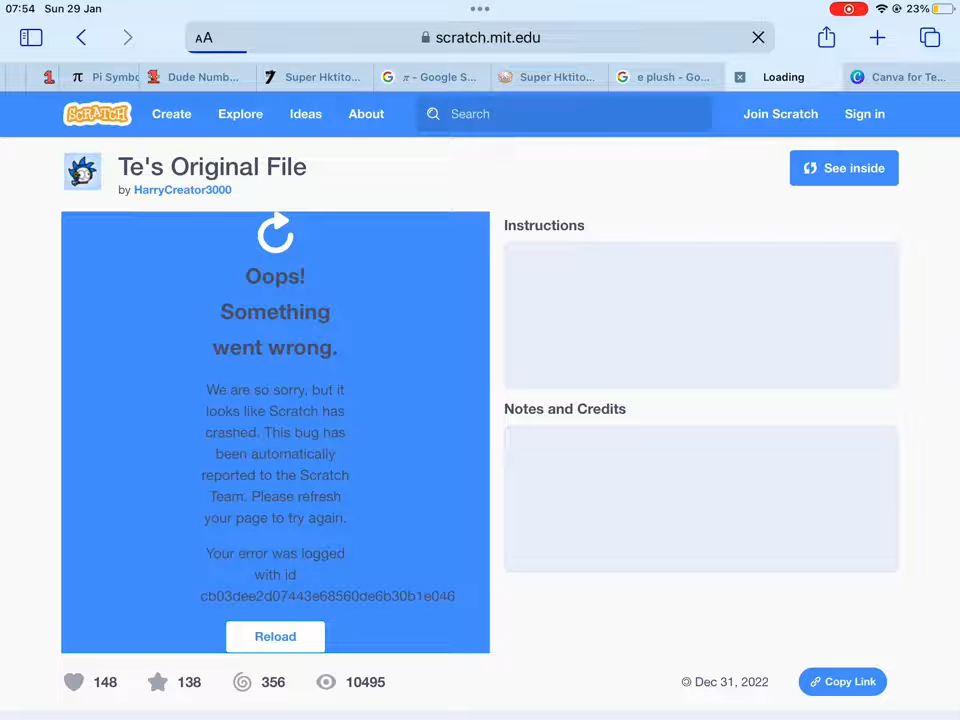 07:54 Sun 29 Jan
23%
AA
scratch.mit.edu
Pi Symbo
Dude Numb...
Super Hktito...
π - Google S...
Super Hktito...
e plush - Go...
Loading
Canva for Te...
SCRATCH
Create
Explore
Ideas
About
Search
Join Scratch
Sign in
Te's Original File
by HarryCreator3000
See inside
Oops!
Something
went wrong.
We are so sorry, but it
looks like Scratch has
crashed. This bug has
been automatically
reported to the Scratch
Team. Please refresh
your page to try again.
Your error was logged
with id
cb03dee2d07443e68560de6b30b1e046
Reload
Instructions
Notes and Credits
148
138
356
10495
© Dec 31, 2022
Copy Link